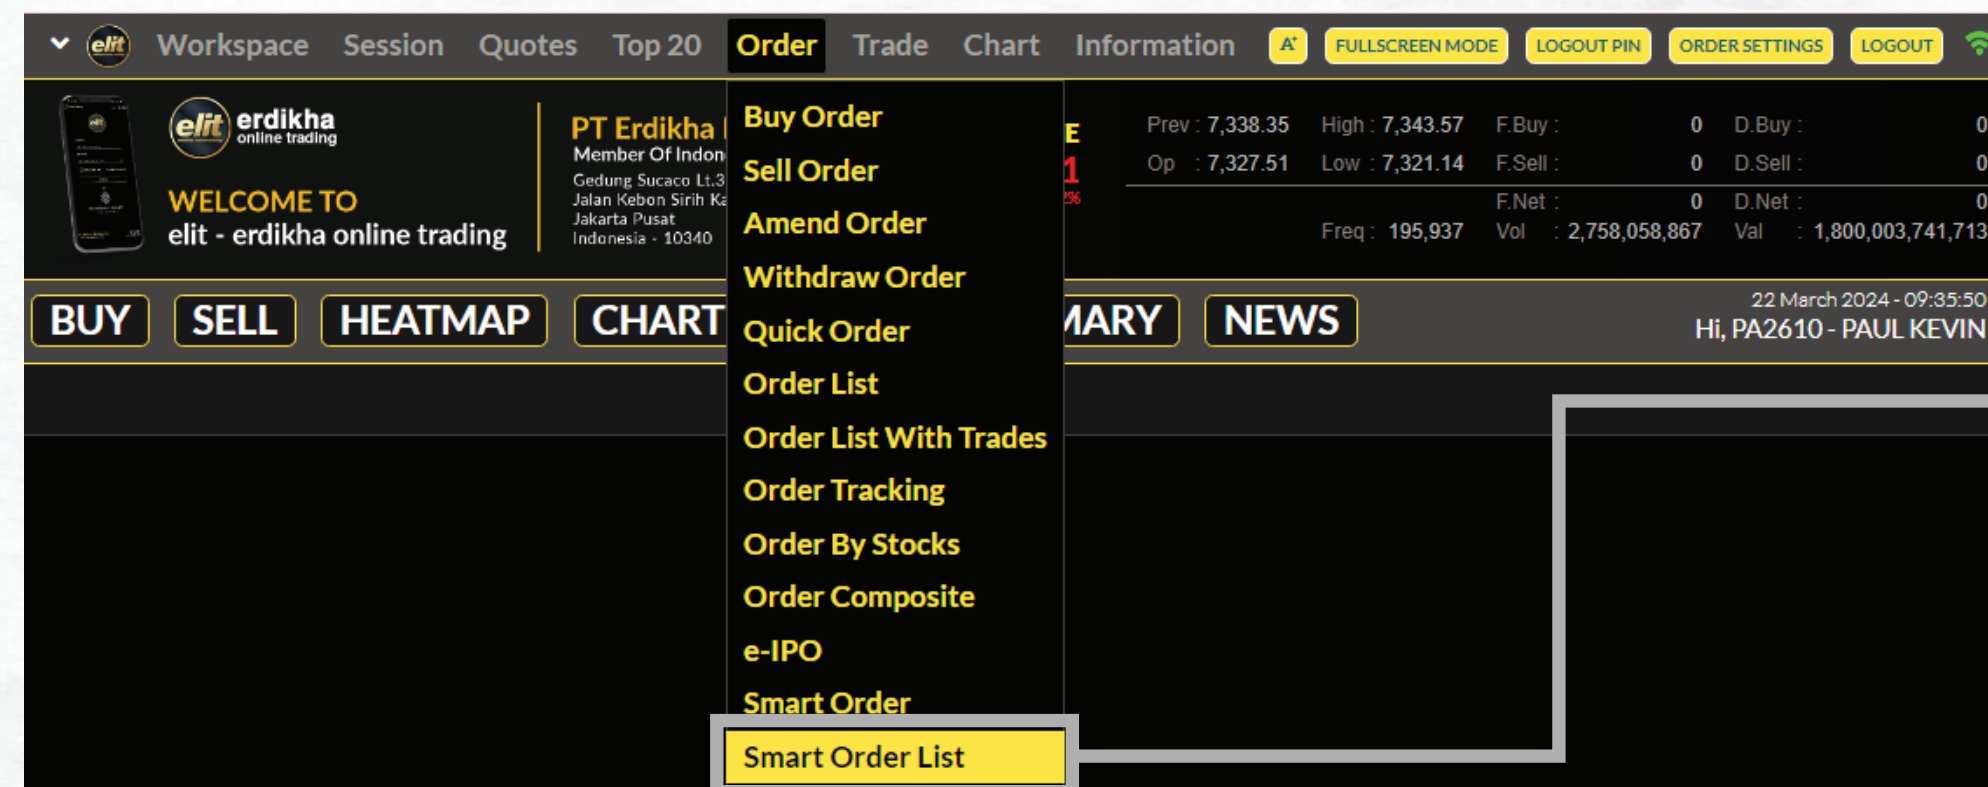 elit Workspace Session Quotes Top 20 Order Trade Chart Information A+ FULLSCREEN MODE LOGOUT PIN ORDER SETTINGS LOGOUT
elit erdikha
online trading
WELCOME TO
elit - erdikha online trading
PT Erdikha
Member Of Indon
Gedung Sucaco Lt.3
Jalan Kebon Sirih Ka
Jakarta Pusat
Indonesia - 10340
Buy Order
Sell Order
Amend Order
Withdraw Order
Quick Order
Order List
Order List With Trades
Order Tracking
Order By Stocks
Order Composite
e-IPO
Smart Order
Smart Order List
E
1
%
Prev : 7,338.35 High : 7,343.57 F.Buy : 0 D.Buy : 0
Op : 7,327.51 Low : 7,321.14 F.Sell : 0 D.Sell : 0
F.Net : 0 D.Net : 0
Freq : 195,937 Vol : 2,758,058,867 Val : 1,800,003,741,713
BUY SELL HEATMAP CHART MARY NEWS
22 March 2024 - 09:35:50
Hi, PA2610 - PAUL KEVIN